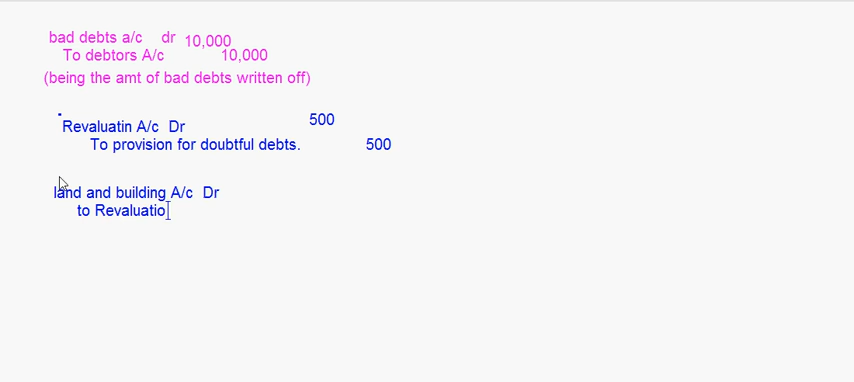 bad debts a/c dr 10,000
To debtors A/c 10,000
(being the amt of bad debts written off)
Revaluatin A/c Dr 500
To provision for doubtful debts. 500
land and building A/c Dr
to Revaluatio